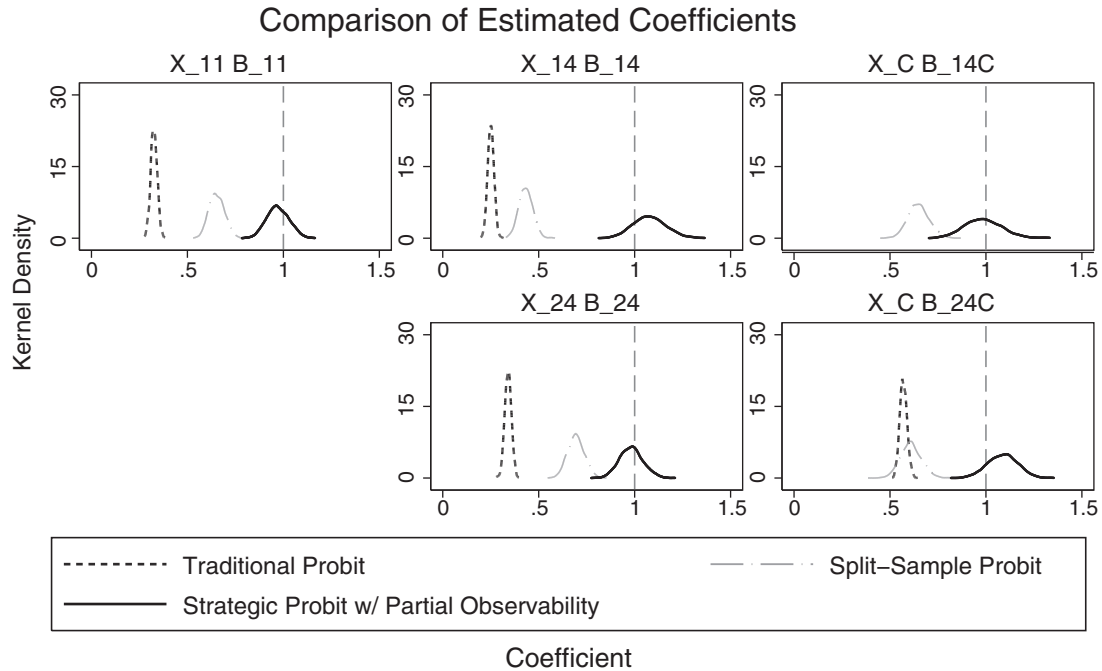 Comparison of Estimated Coefficients
X_11 B_11
X_14 B_14
X_C B_14C
30
15
0
0 .5 1 1.5
30
15
0
0 .5 1 1.5
30
15
0
0 .5 1 1.5
Kernel Density
X_24 B_24
X_C B_24C
30
15
0
0 .5 1 1.5
30
15
0
0 .5 1 1.5
Traditional Probit
Split−Sample Probit
Strategic Probit w/ Partial Observability
Coefficient